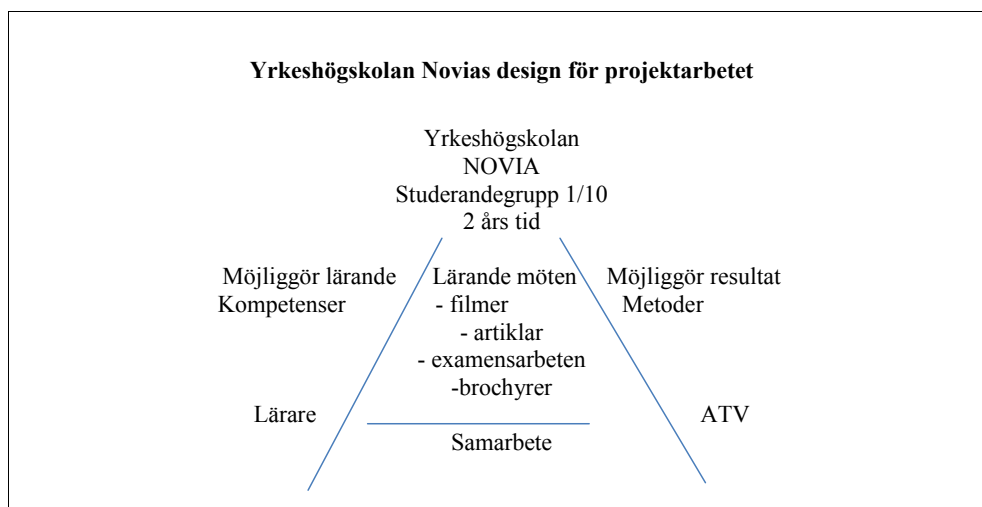 Yrkeshögskolan Novias design för projektarbetet
Yrkeshögskolan
NOVIA
Studerandegrupp 1/10
2 års tid
Möjliggör lärande
Kompetenser
Lärande möten
- filmer
- artiklar
- examensarbeten
-brochyrer
Möjliggör resultat
Metoder
Lärare
ATV
Samarbete